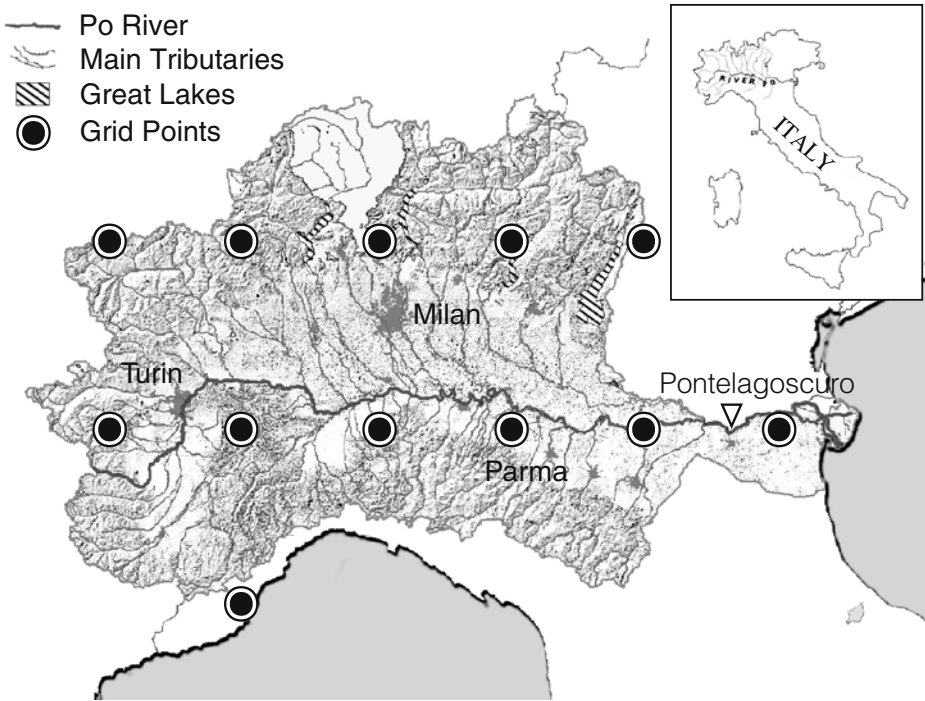 Po River
Main Tributaries
Great Lakes
Grid Points
RIVER PO
ITALY
Milan
Turin
Pontelagoscuro
Parma